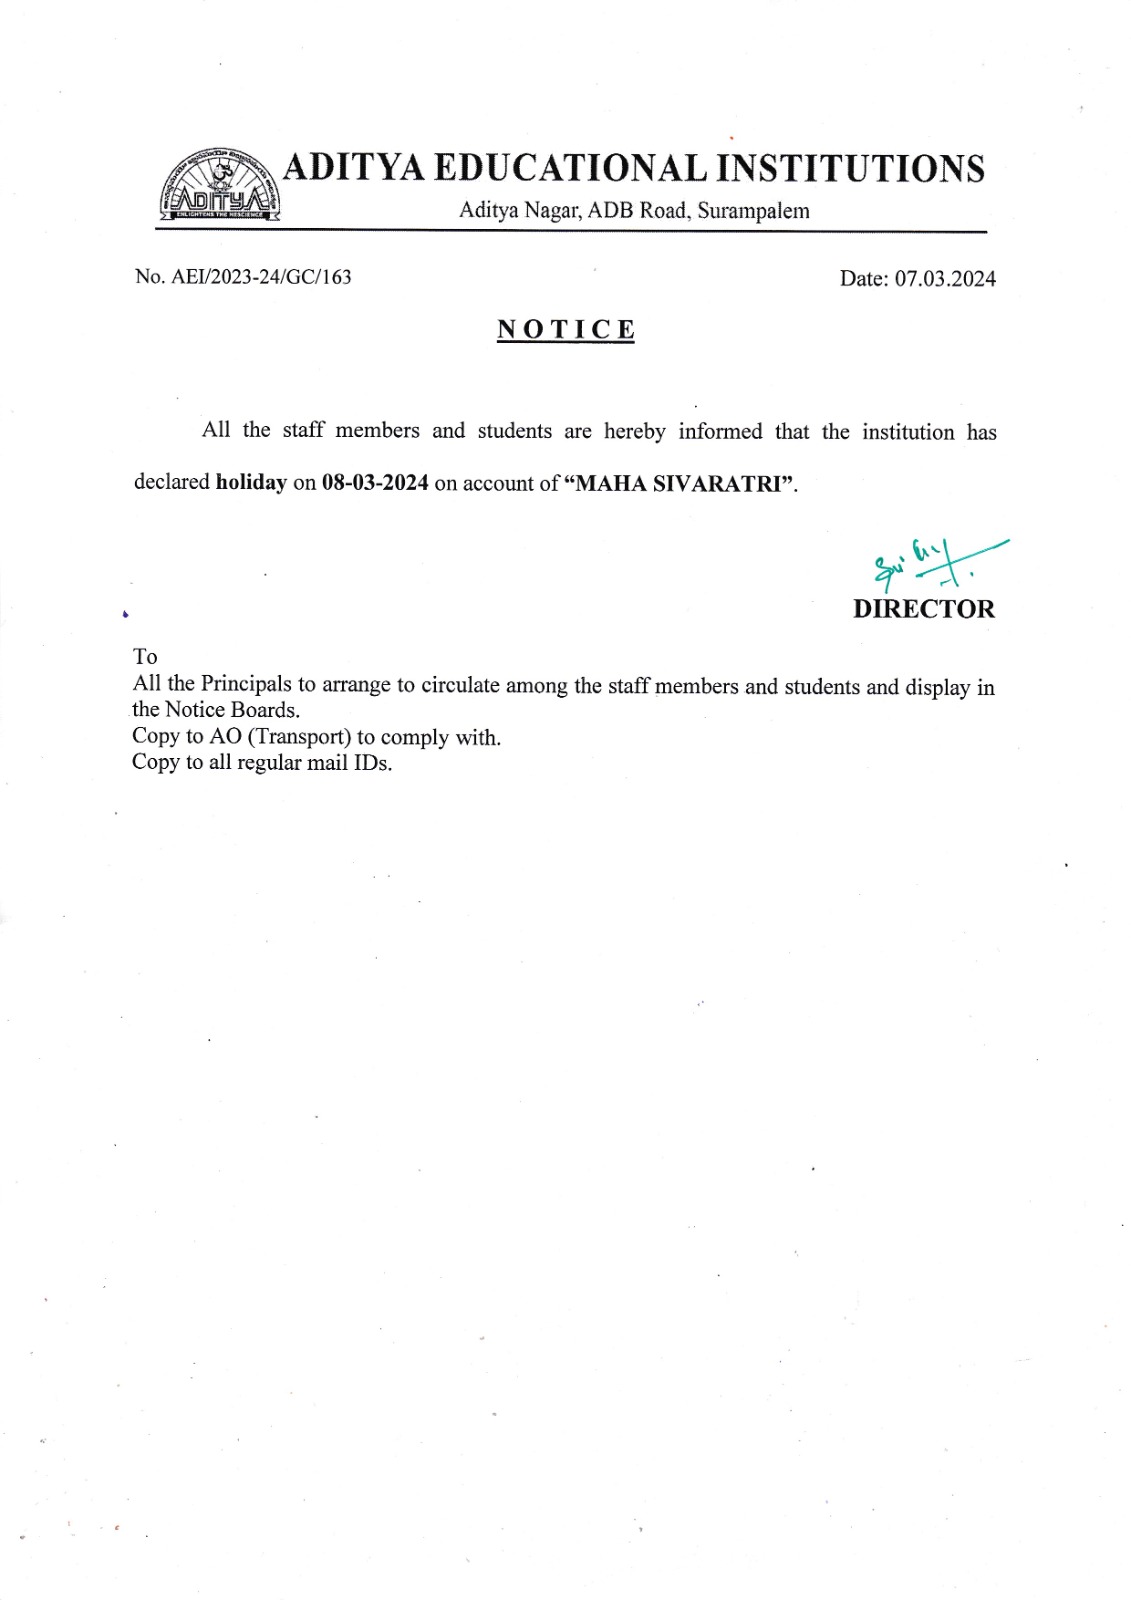 ADITYA EDUCATIONAL INSTITUTIONS
ADITYA
ENLIGHTENS THE NESCIENCE
Aditya Nagar, ADB Road, Surampalem
No. AEI/2023-24/GC/163
Date: 07.03.2024
NOTICE
All the staff members and students are hereby informed that the institution has
declared holiday on 08-03-2024 on account of “MAHA SIVARATRI”.
DIRECTOR
To
All the Principals to arrange to circulate among the staff members and students and display in
the Notice Boards.
Copy to AO (Transport) to comply with.
Copy to all regular mail IDs.